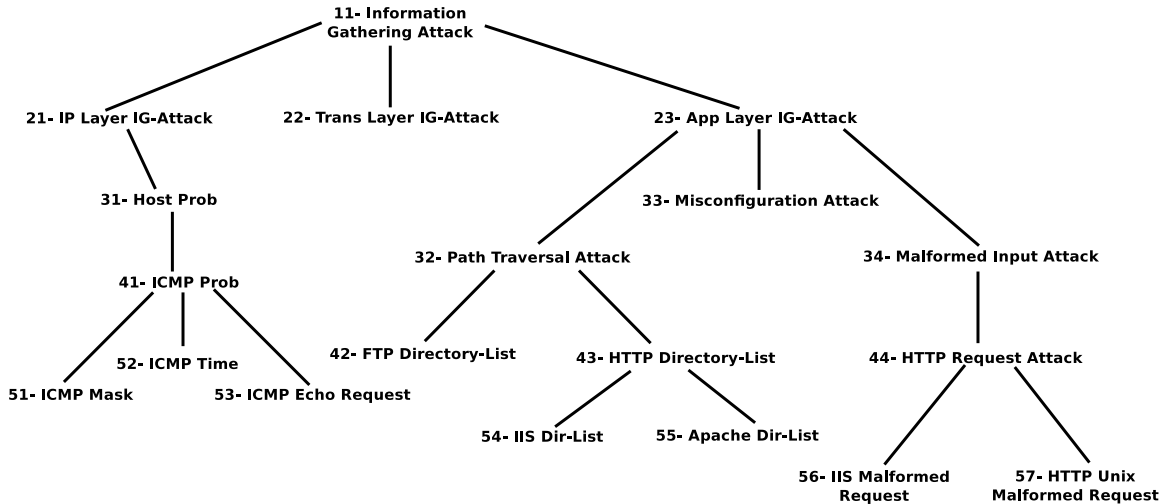 11- Information
Gathering Attack
21- IP Layer IG-Attack
22- Trans Layer IG-Attack
23- App Layer IG-Attack
31- Host Prob
33- Misconfiguration Attack
32- Path Traversal Attack
34- Malformed Input Attack
41- ICMP Prob
42- FTP Directory-List
43- HTTP Directory-List
44- HTTP Request Attack
52- ICMP Time
51- ICMP Mask
53- ICMP Echo Request
54- IIS Dir-List
55- Apache Dir-List
56- IIS Malformed
Request
57- HTTP Unix
Malformed Request